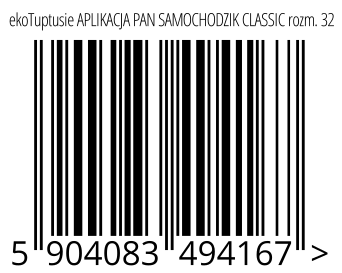 ekoTuptusie APLIKACJA PAN SAMOCHODZIK CLASSIC rozm. 32
5 904083 494167 >